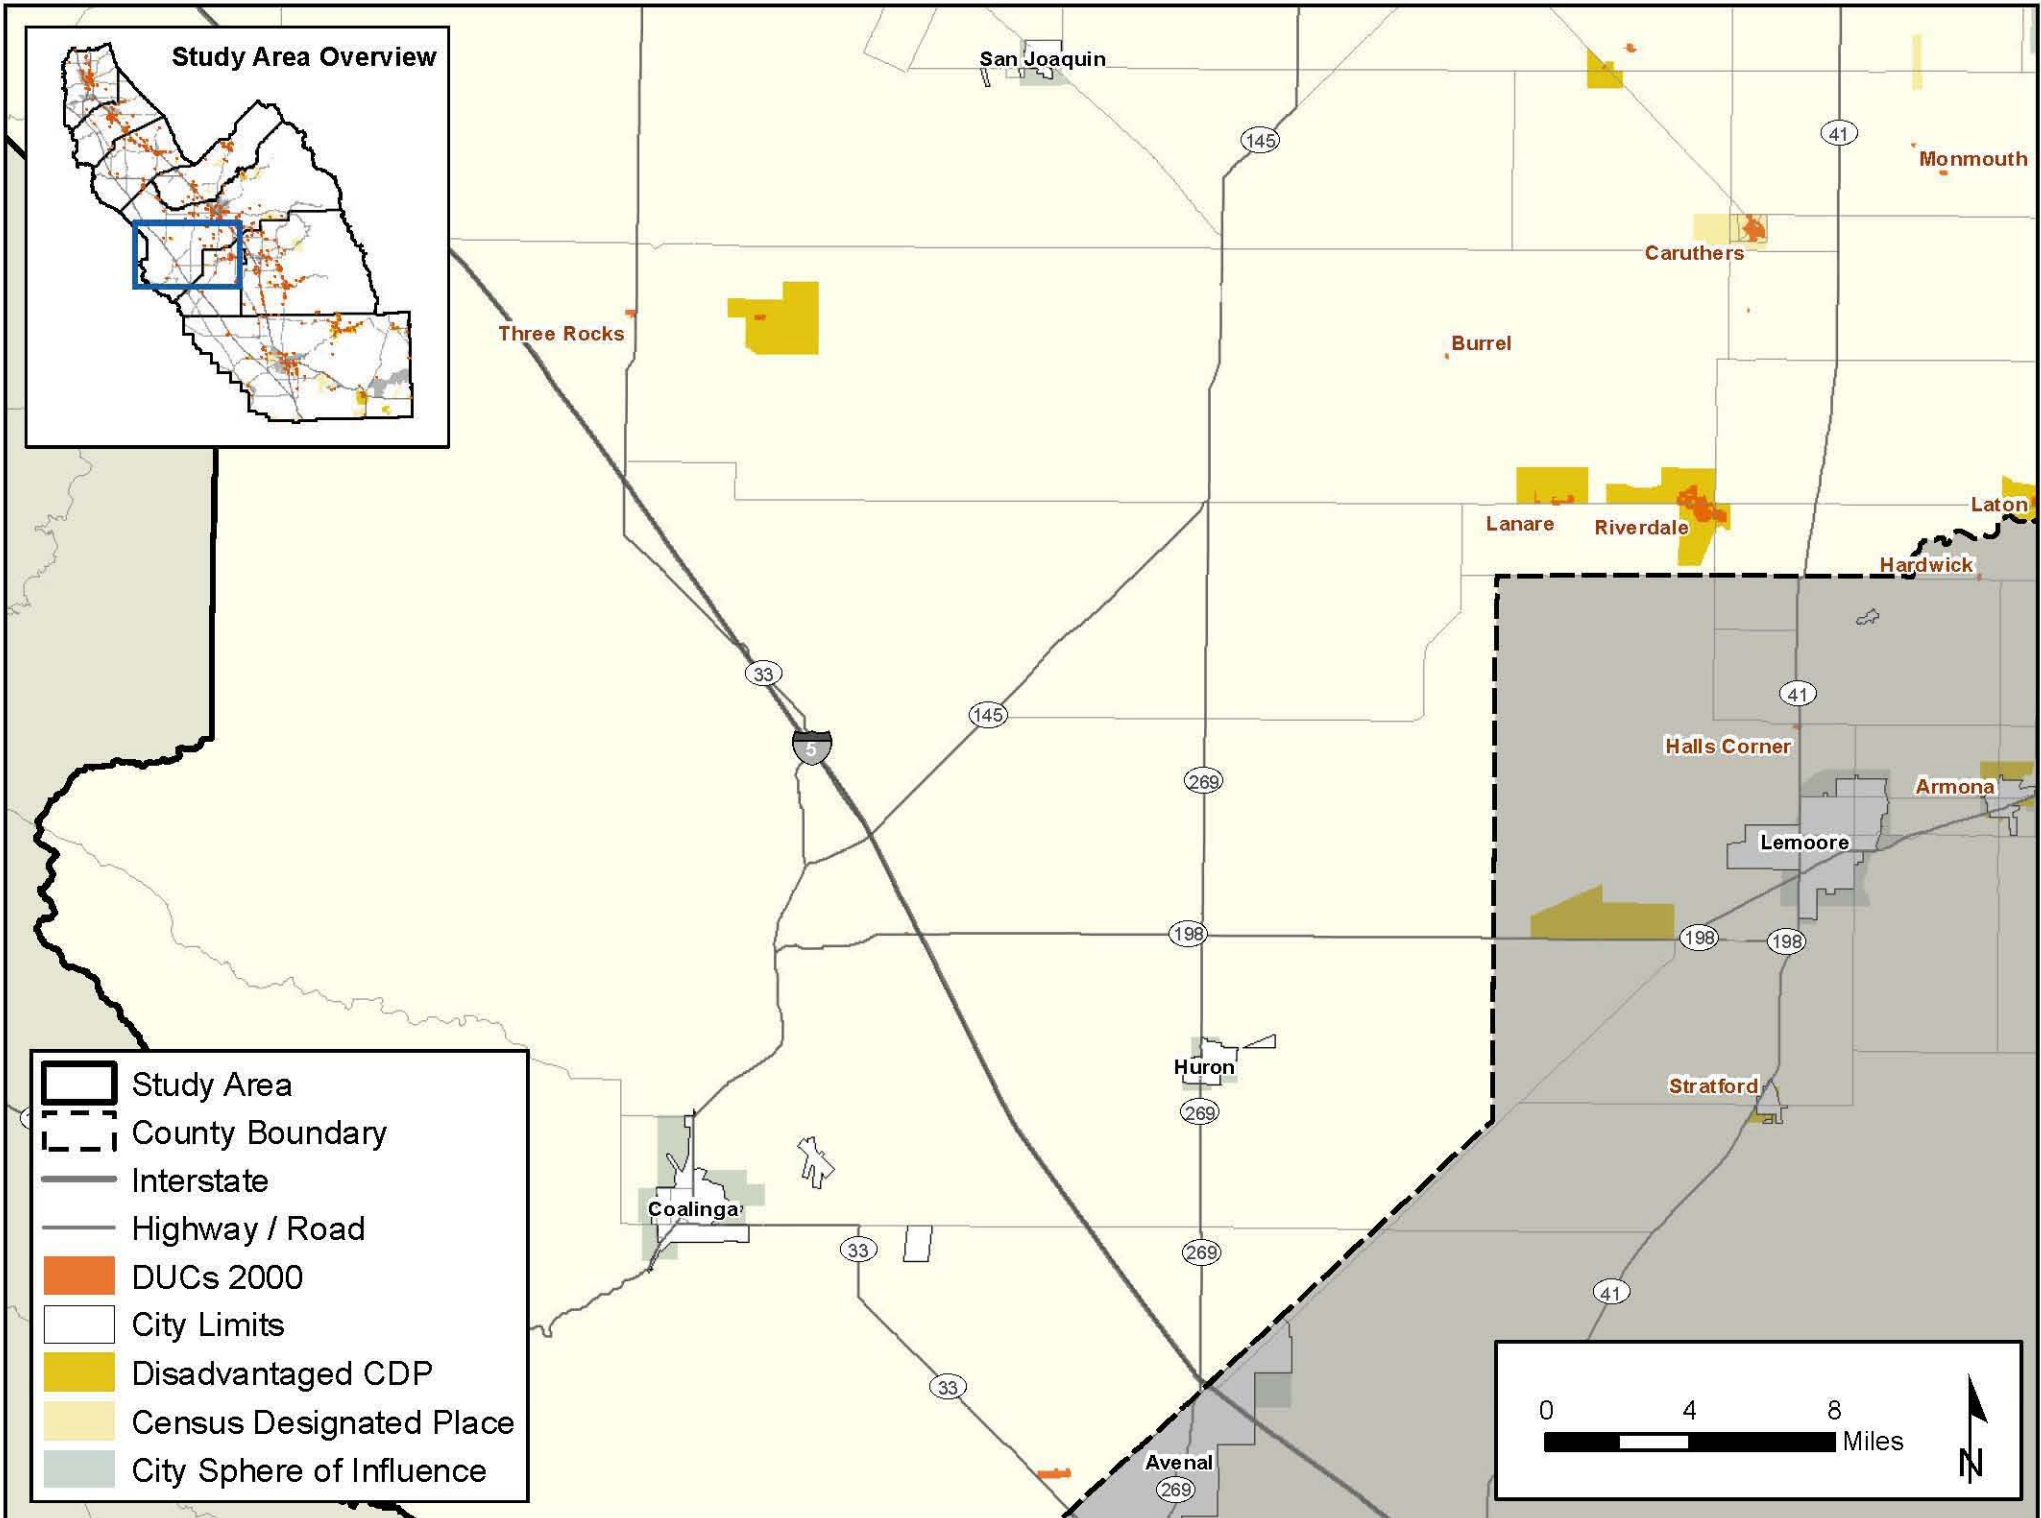 Study Area Overview
San Joaquin
145
41
Monmouth
Caruthers
Three Rocks
Burrel
Lanare
Riverdale
Laton
Hardwick
33
41
145
5
Halls Corner
269
Armona
Lemoore
198
198
198
Huron
Stratford
269
Coalinga
33
269
41
33
Avenal
269
Study Area
County Boundary
Interstate
Highway / Road
DUCs 2000
City Limits
Disadvantaged CDP
Census Designated Place
City Sphere of Influence
0 4 8
Miles
N